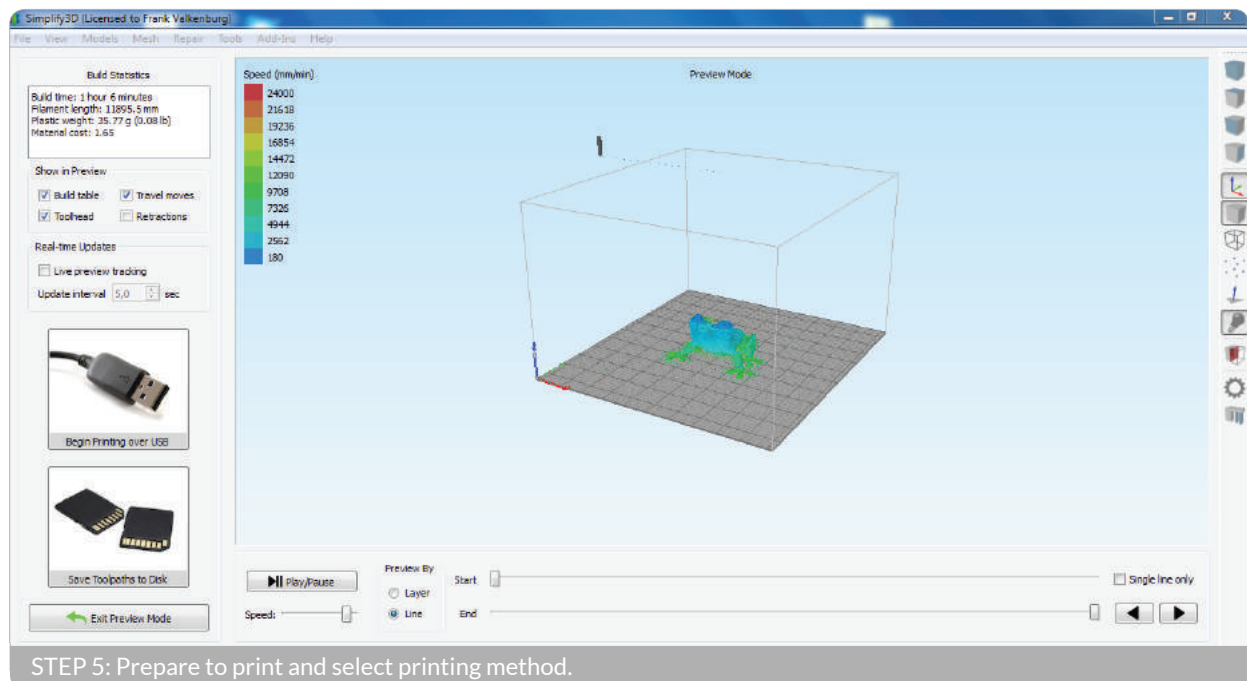 Simplify3D (Licensed to Frank Valkenburg)
File View Models Mesh Repair Tools Add-Ins Help
Build Statistics
Build time: 1 hour 6 minutes
Filament length: 11895.5 mm
Plastic weight: 35.77 g (0.08 lb)
Material cost: 1.65
Show in Preview
Build table
Travel moves
Toolhead
Retractions
Real-time Updates
Live preview tracking
Update interval 5,0 sec
Begin Printing over USB
Save Toolpaths to Disk
Exit Preview Mode
Speed (mm/min)
24000
21618
19236
16854
14472
12090
9708
7326
4944
2562
180
Preview Mode
Play/Pause
Speed:
Preview By
Layer
Line
Start
End
Single line only
STEP 5: Prepare to print and select printing method.